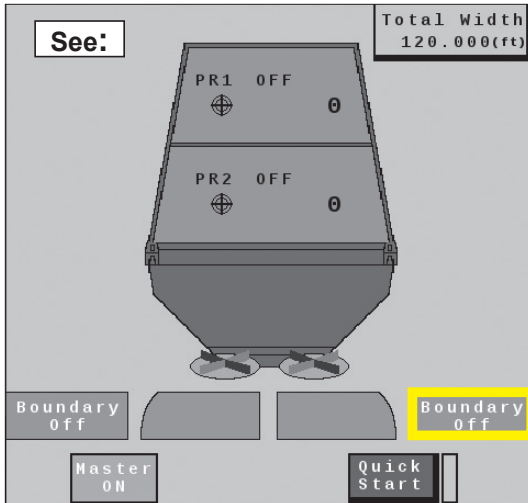 See:
Total Width
120.000(ft)
PR1 OFF
0
PR2 OFF
0
Boundary
Off
Boundary
Off
Master
ON
Quick
Start